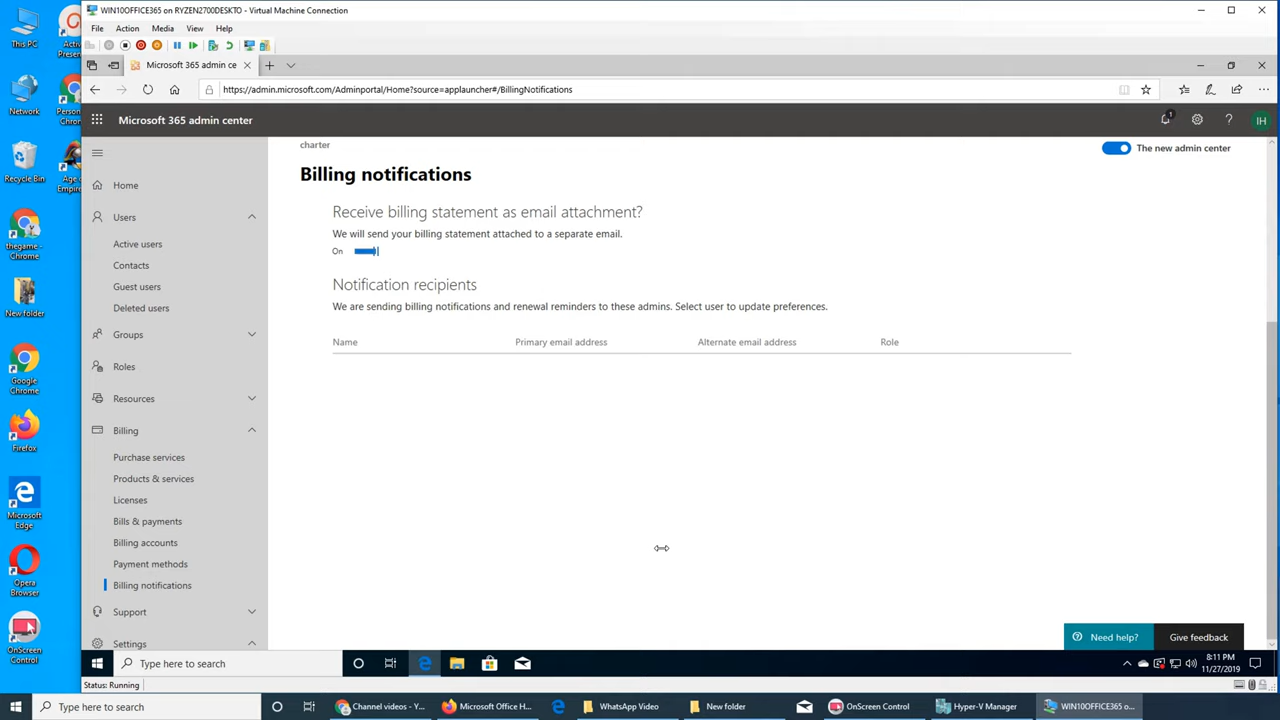 This PC
Network
Recycle Bin
thegame - Chrome
New folder
Google Chrome
Firefox
Microsoft Edge
Opera Browser
OnScreen Control
WIN10OFFICE365 on RYZEN2700DESKTO - Virtual Machine Connection
File Action Media View Help
Microsoft 365 admin ce
https://admin.microsoft.com/Adminportal/Home?source=applauncher#/BillingNotifications
Microsoft 365 admin center
1
?
IH
Home
Users
Active users
Contacts
Guest users
Deleted users
Groups
Roles
Resources
Billing
Purchase services
Products & services
Licenses
Bills & payments
Billing accounts
Payment methods
Billing notifications
Support
Settings
charter
The new admin center
Billing notifications
Receive billing statement as email attachment?
We will send your billing statement attached to a separate email.
On
Notification recipients
We are sending billing notifications and renewal reminders to these admins. Select user to update preferences.
Name Primary email address Alternate email address Role
Need help?
Give feedback
Type here to search
8:11 PM
11/27/2019
Status: Running
Type here to search
Channel videos - Y...
Microsoft Office H...
WhatsApp Video
New folder
OnScreen Control
Hyper-V Manager
WIN10OFFICE365 o...